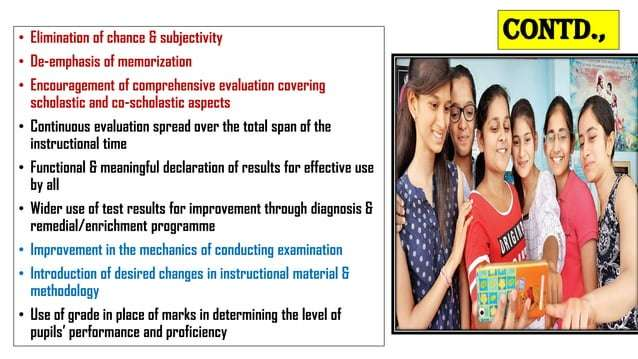 CONTD.,
• Elimination of chance & subjectivity
• De-emphasis of memorization
• Encouragement of comprehensive evaluation covering
scholastic and co-scholastic aspects
• Continuous evaluation spread over the total span of the
instructional time
• Functional & meaningful declaration of results for effective use
by all
• Wider use of test results for improvement through diagnosis &
remedial/enrichment programme
• Improvement in the mechanics of conducting examination
• Introduction of desired changes in instructional material &
methodology
• Use of grade in place of marks in determining the level of
pupils’ performance and proficiency
ORIGINAL